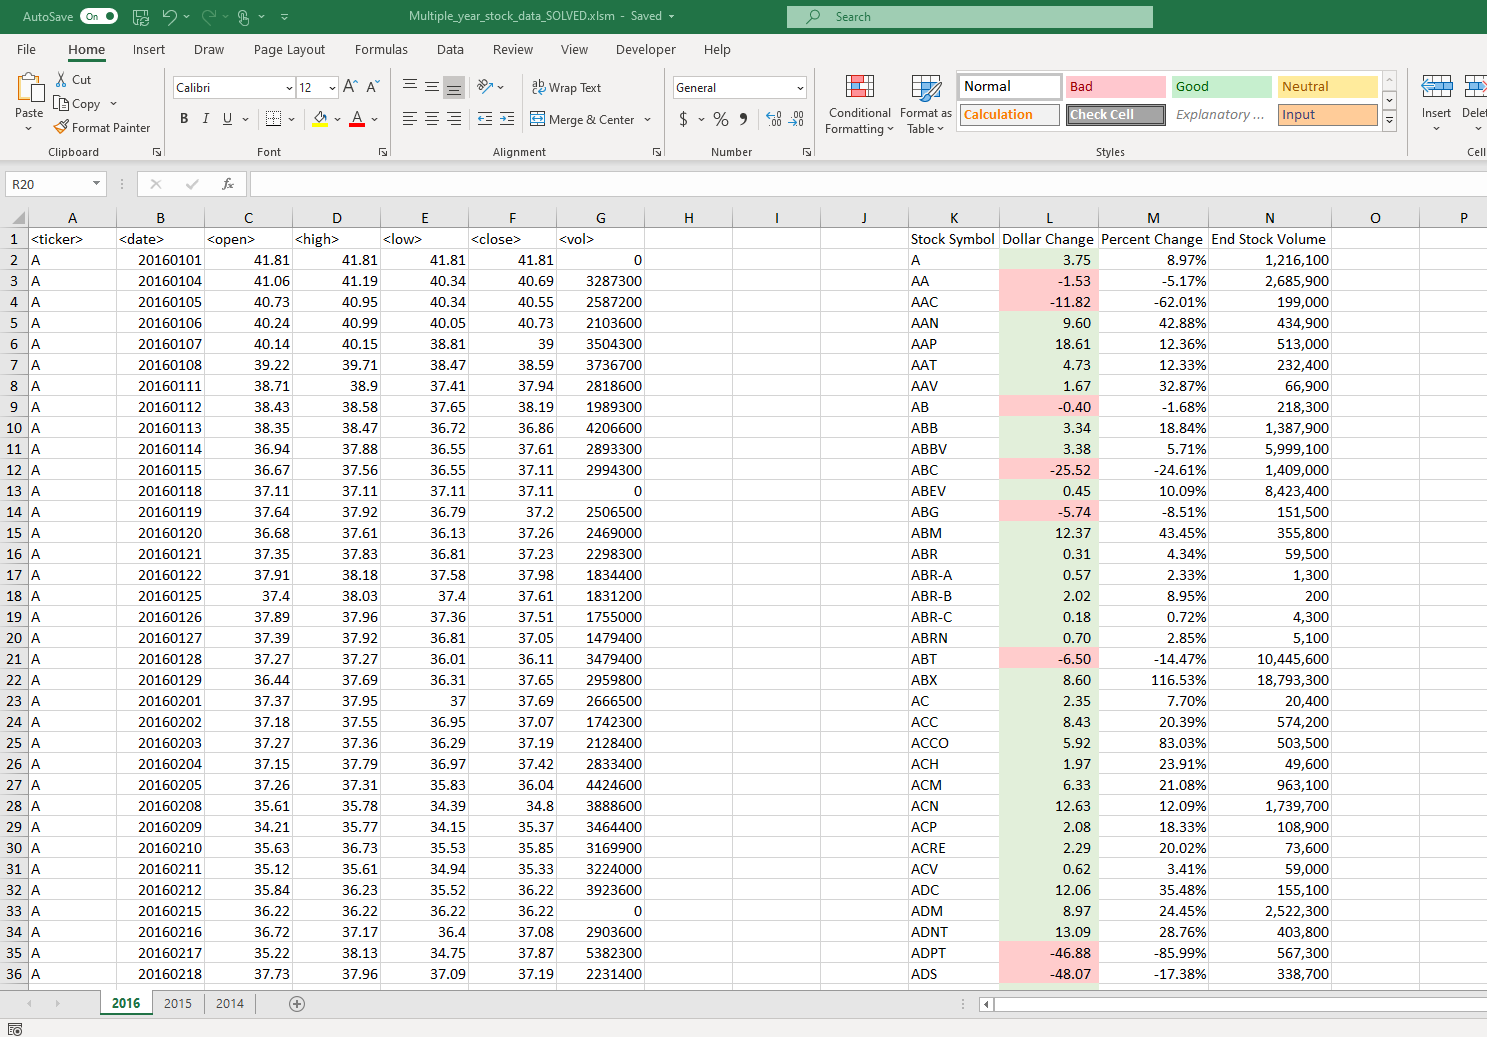 AutoSave On Multiple_year_stock_data_SOLVED.xlsm - Saved Search
File Home Insert Draw Page Layout Formulas Data Review View Developer Help
Paste Cut Copy Format Painter Clipboard
Calibri 12 A A B I U A Font
ab Wrap Text Merge & Center Alignment
General $ % Number
Conditional Formatting Format as Table
Normal Bad Good Neutral
Calculation Check Cell Explanatory ... Input
Styles
Insert Delet
Cell
R20 fx
A B C D E F G H I J K L M N O P
1 <ticker> <date> <open> <high> <low> <close> <vol> Stock Symbol Dollar Change Percent Change End Stock Volume
2 A 20160101 41.81 41.81 41.81 41.81 0 A 3.75 8.97% 1,216,100
3 A 20160104 41.06 41.19 40.34 40.69 3287300 AA -1.53 -5.17% 2,685,900
4 A 20160105 40.73 40.95 40.34 40.55 2587200 AAC -11.82 -62.01% 199,000
5 A 20160106 40.24 40.99 40.05 40.73 2103600 AAN 9.60 42.88% 434,900
6 A 20160107 40.14 40.15 38.81 39 3504300 AAP 18.61 12.36% 513,000
7 A 20160108 39.22 39.71 38.47 38.59 3736700 AAT 4.73 12.33% 232,400
8 A 20160111 38.71 38.9 37.41 37.94 2818600 AAV 1.67 32.87% 66,900
9 A 20160112 38.43 38.58 37.65 38.19 1989300 AB -0.40 -1.68% 218,300
10 A 20160113 38.35 38.47 36.72 36.86 4206600 ABB 3.34 18.84% 1,387,900
11 A 20160114 36.94 37.88 36.55 37.61 2893300 ABBV 3.38 5.71% 5,999,100
12 A 20160115 36.67 37.56 36.55 37.11 2994300 ABC -25.52 -24.61% 1,409,000
13 A 20160118 37.11 37.11 37.11 37.11 0 ABEV 0.45 10.09% 8,423,400
14 A 20160119 37.64 37.92 36.79 37.2 2506500 ABG -5.74 -8.51% 151,500
15 A 20160120 36.68 37.61 36.13 37.26 2469000 ABM 12.37 43.45% 355,800
16 A 20160121 37.35 37.83 36.81 37.23 2298300 ABR 0.31 4.34% 59,500
17 A 20160122 37.91 38.18 37.58 37.98 1834400 ABR-A 0.57 2.33% 1,300
18 A 20160125 37.4 38.03 37.4 37.61 1831200 ABR-B 2.02 8.95% 200
19 A 20160126 37.89 37.96 37.36 37.51 1755000 ABR-C 0.18 0.72% 4,300
20 A 20160127 37.39 37.92 36.81 37.05 1479400 ABRN 0.70 2.85% 5,100
21 A 20160128 37.27 37.27 36.01 36.11 3479400 ABT -6.50 -14.47% 10,445,600
22 A 20160129 36.44 37.69 36.31 37.65 2959800 ABX 8.60 116.53% 18,793,300
23 A 20160201 37.37 37.95 37 37.69 2666500 AC 2.35 7.70% 20,400
24 A 20160202 37.18 37.55 36.95 37.07 1742300 ACC 8.43 20.39% 574,200
25 A 20160203 37.27 37.36 36.29 37.19 2128400 ACCO 5.92 83.03% 503,500
26 A 20160204 37.15 37.79 36.97 37.42 2833400 ACH 1.97 23.91% 49,600
27 A 20160205 37.26 37.31 35.83 36.04 4424600 ACM 6.33 21.08% 963,100
28 A 20160208 35.61 35.78 34.39 34.8 3888600 ACN 12.63 12.09% 1,739,700
29 A 20160209 34.21 35.77 34.15 35.37 3464400 ACP 2.08 18.33% 108,900
30 A 20160210 35.63 36.73 35.53 35.85 3169900 ACRE 2.29 20.02% 73,600
31 A 20160211 35.12 35.61 34.94 35.33 3224000 ACV 0.62 3.41% 59,000
32 A 20160212 35.84 36.23 35.52 36.22 3923600 ADC 12.06 35.48% 155,100
33 A 20160215 36.22 36.22 36.22 36.22 0 ADM 8.97 24.45% 2,522,300
34 A 20160216 36.72 37.17 36.4 37.08 2903600 ADNT 13.09 28.76% 403,800
35 A 20160217 35.22 38.13 34.75 37.87 5382300 ADPT -46.88 -85.99% 567,300
36 A 20160218 37.73 37.96 37.09 37.19 2231400 ADS -48.07 -17.38% 338,700
2016 2015 2014